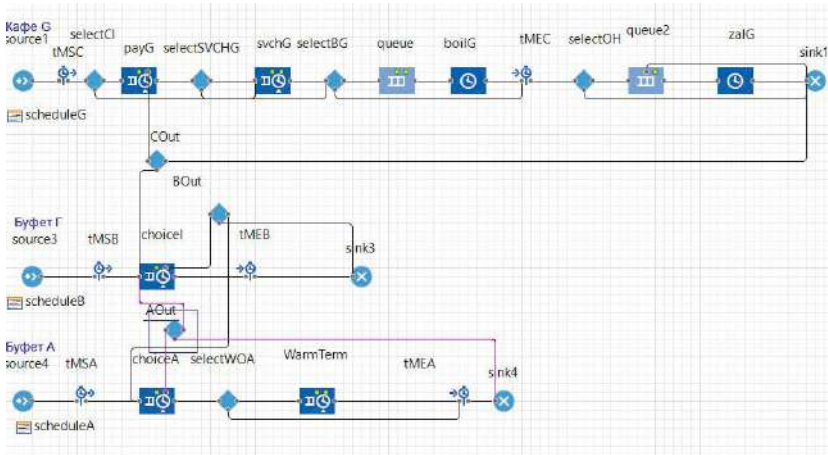 Кафе G
source1
tMSC
selectCl
payG
selectSVCHG
svchG
selectBG
queue
boilG
tMEC
selectOH
queue2
zalG
sink1
scheduleG
COut
BOut
Буфет Г
source3
tMSB
choiceI
tMEB
sink3
scheduleB
AOut
Буфет А
source4
tMSA
choiceA
selectWOA
WarmTerm
tMEA
sink4
scheduleA